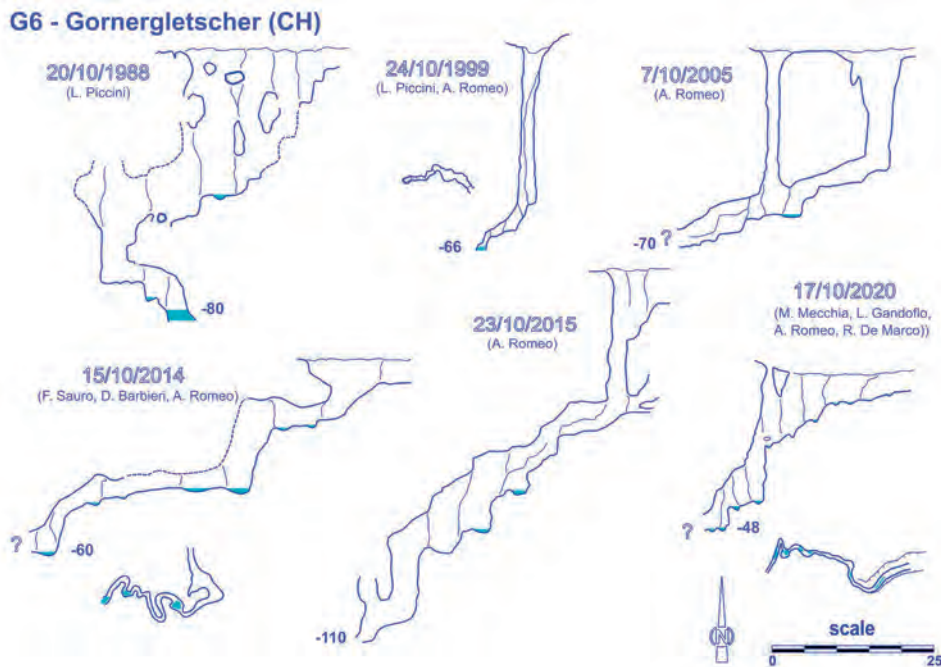 G6 - Gornergletscher (CH)
20/10/1988
(L. Piccini)
-80
24/10/1999
(L. Piccini, A. Romeo)
-66
7/10/2005
(A. Romeo)
?
-70
15/10/2014
(F. Sauro, D. Barbieri, A. Romeo)
?
-60
23/10/2015
(A. Romeo)
-110
17/10/2020
(M. Mecchia, L. Gandoflo,
A. Romeo, R. De Marco))
?
-48
N
scale
0 25